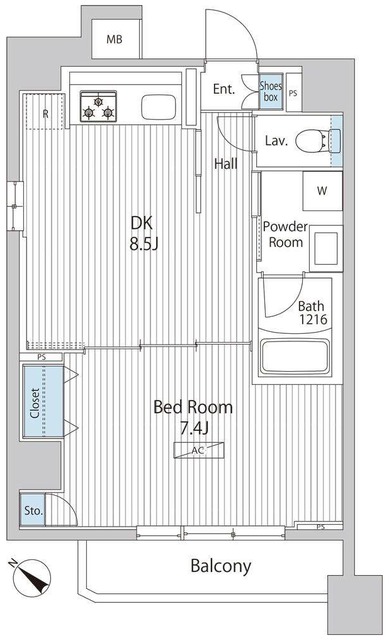 MB
Ent.
Shoes
box
PS
R
Lav.
Hall
W
DK
8.5J
Powder
Room
Bath
1216
PS
Closet
Bed Room
7.4J
AC
Sto.
PS
Balcony
N